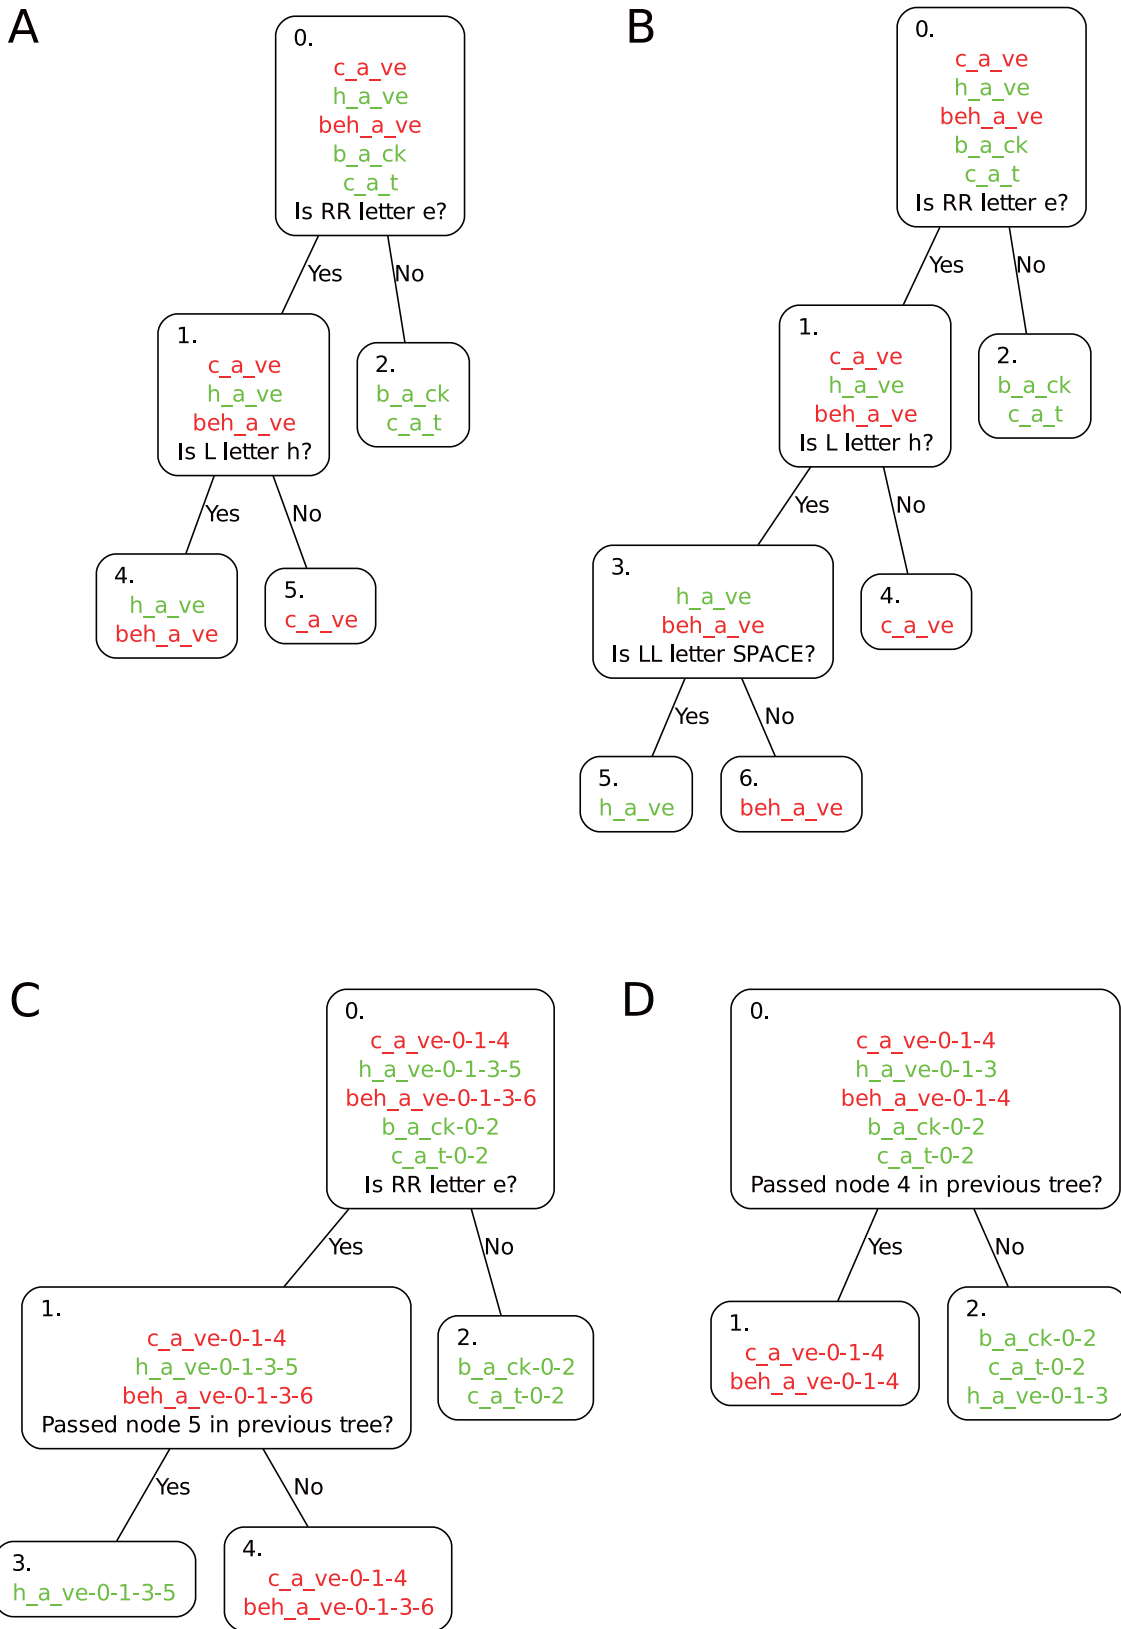 A
0.
c_a_ve
h_a_ve
beh_a_ve
b_a_ck
c_a_t
Is RR letter e?
Yes
No
1.
c_a_ve
h_a_ve
beh_a_ve
Is L letter h?
2.
b_a_ck
c_a_t
Yes
No
4.
h_a_ve
beh_a_ve
5.
c_a_ve
B
0.
c_a_ve
h_a_ve
beh_a_ve
b_a_ck
c_a_t
Is RR letter e?
Yes
No
1.
c_a_ve
h_a_ve
beh_a_ve
Is L letter h?
2.
b_a_ck
c_a_t
Yes
No
3.
h_a_ve
beh_a_ve
Is LL letter SPACE?
4.
c_a_ve
Yes
No
5.
h_a_ve
6.
beh_a_ve
C
0.
c_a_ve-0-1-4
h_a_ve-0-1-3-5
beh_a_ve-0-1-3-6
b_a_ck-0-2
c_a_t-0-2
Is RR letter e?
Yes
No
1.
c_a_ve-0-1-4
h_a_ve-0-1-3-5
beh_a_ve-0-1-3-6
Passed node 5 in previous tree?
2.
b_a_ck-0-2
c_a_t-0-2
Yes
No
3.
h_a_ve-0-1-3-5
4.
c_a_ve-0-1-4
beh_a_ve-0-1-3-6
D
0.
c_a_ve-0-1-4
h_a_ve-0-1-3
beh_a_ve-0-1-4
b_a_ck-0-2
c_a_t-0-2
Passed node 4 in previous tree?
Yes
No
1.
c_a_ve-0-1-4
beh_a_ve-0-1-4
2.
b_a_ck-0-2
c_a_t-0-2
h_a_ve-0-1-3